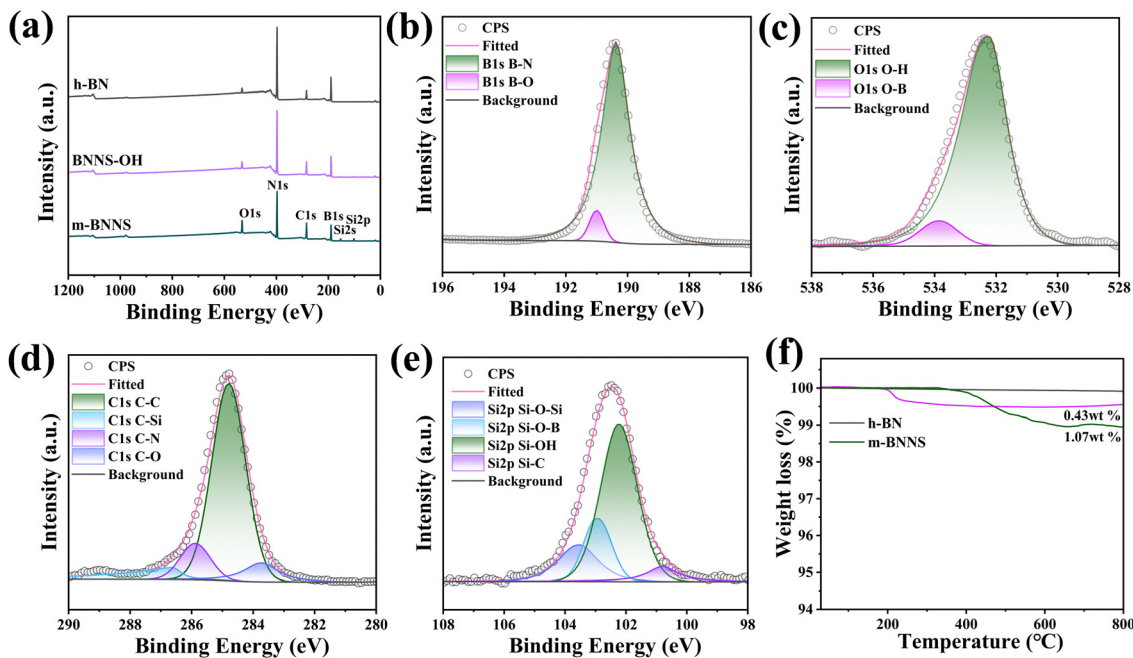 (a)
Intensity (a.u.)
h-BN
BNNS-OH
m-BNNS
O1s
N1s
C1s
B1s
Si2s
Si2p
1200 1000 800 600 400 200 0
Binding Energy (eV)
(b)
Intensity (a.u.)
CPS
Fitted
B1s B-N
B1s B-O
Background
196 194 192 190 188 186
Binding Energy (eV)
(c)
Intensity (a.u.)
CPS
Fitted
O1s O-H
O1s O-B
Background
538 536 534 532 530 528
Binding Energy (eV)
(d)
Intensity (a.u.)
CPS
Fitted
C1s C-C
C1s C-Si
C1s C-N
C1s C-O
Background
290 288 286 284 282 280
Binding Energy (eV)
(e)
Intensity (a.u.)
CPS
Fitted
Si2p Si-O-Si
Si2p Si-O-B
Si2p Si-OH
Si2p Si-C
Background
108 106 104 102 100 98
Binding Energy (eV)
(f)
Weight loss (%)
100
99
98
97
96
95
94
h-BN
m-BNNS
0.43wt %
1.07wt %
200 400 600 800
Temperature (℃)